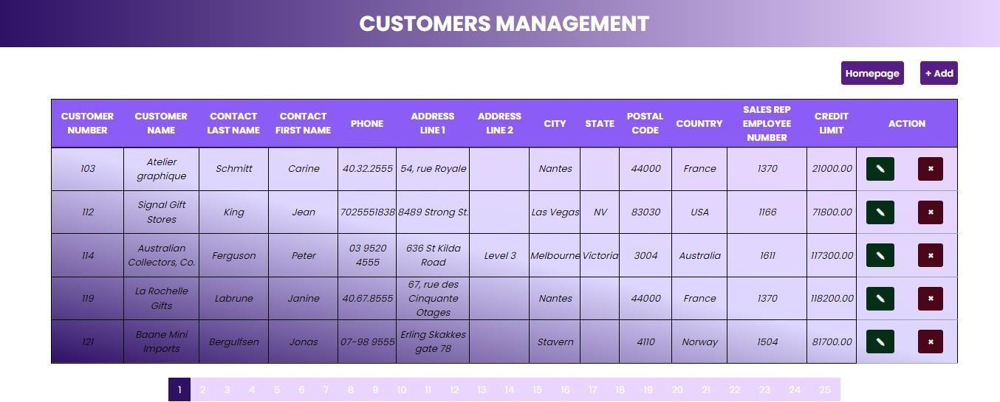 CUSTOMERS MANAGEMENT
Homepage + Add
CUSTOMER NUMBER CUSTOMER NAME CONTACT LAST NAME CONTACT FIRST NAME PHONE ADDRESS LINE 1 ADDRESS LINE 2 CITY STATE POSTAL CODE COUNTRY SALES REP EMPLOYEE NUMBER CREDIT LIMIT ACTION
103 Atelier graphique Schmitt Carine 40.32.2555 54, rue Royale Nantes 44000 France 1370 21000.00
112 Signal Gift Stores King Jean 7025551838 8489 Strong St. Las Vegas NV 83030 USA 1166 71800.00
114 Australian Collectors, Co. Ferguson Peter 03 9520 4555 636 St Kilda Road Level 3 Melbourne Victoria 3004 Australia 1611 117300.00
119 La Rochelle Gifts Labrune Janine 40.67.8555 67, rue des Cinquante Otages Nantes 44000 France 1370 118200.00
121 Baane Mini Imports Bergulfsen Jonas 07-98 9555 Erling Skakkes gate 78 Stavern 4110 Norway 1504 81700.00
1 2 3 4 5 6 7 8 9 10 11 12 13 14 15 16 17 18 19 20 21 22 23 24 25